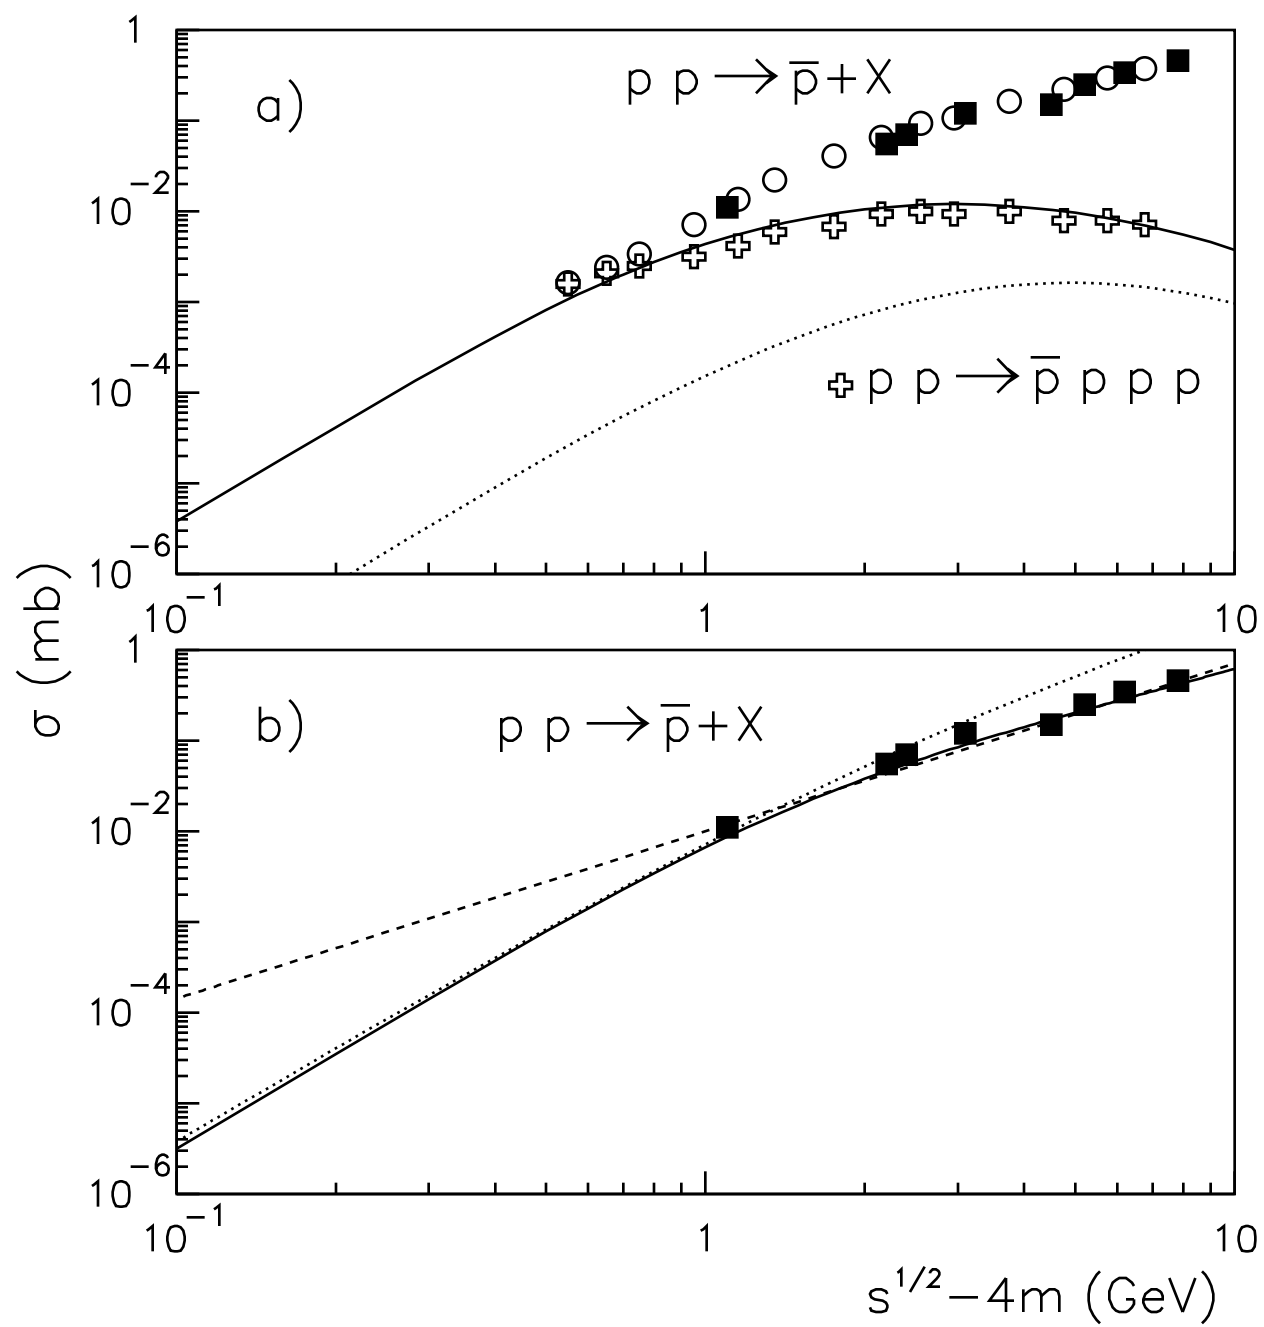 1
a) p p → p̅+X
10⁻²
10⁻⁴
p p → p̅ p p p
10⁻⁶
10⁻¹ 1 10
σ (mb)
1
b) p p → p̅+X
10⁻²
10⁻⁴
10⁻⁶
10⁻¹ 1 10
s^1/2−4m (GeV)